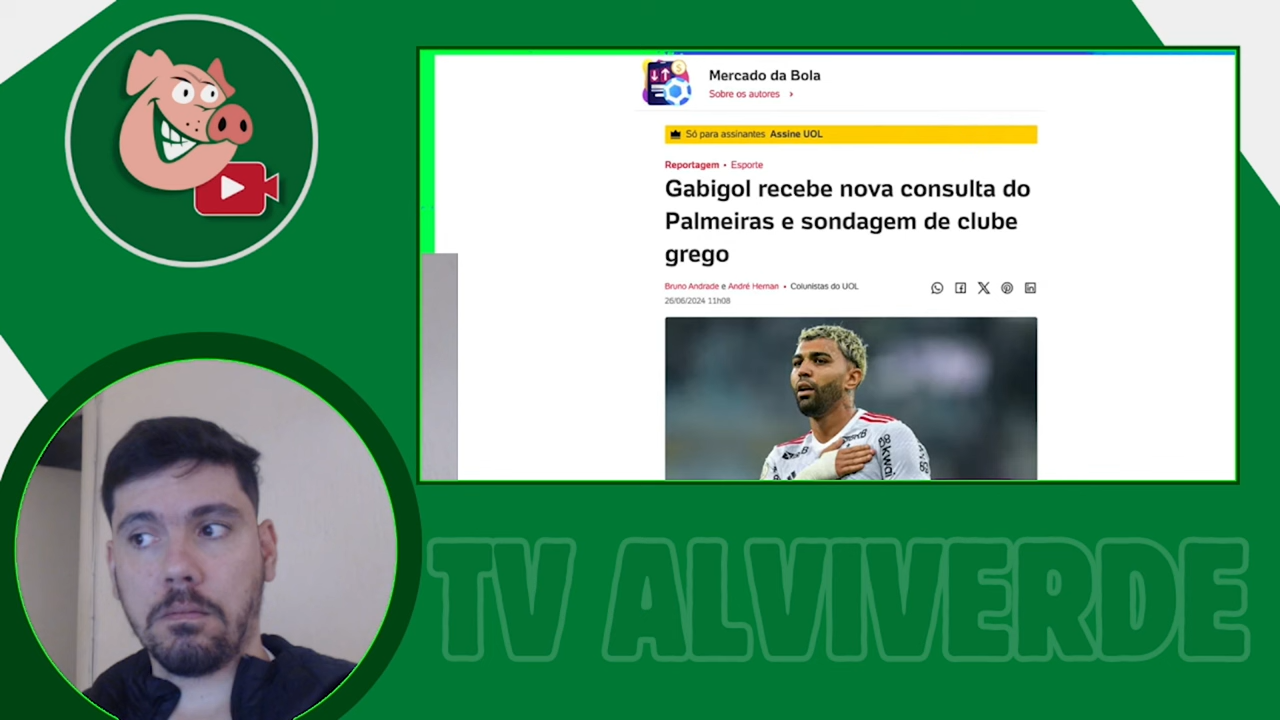 Mercado da Bola
Sobre os autores ›
Só para assinantes Assine UOL
Reportagem • Esporte
Gabigol recebe nova consulta do
Palmeiras e sondagem de clube
grego
Bruno Andrade e André Hernan • Colunistas do UOL
26/06/2024 11h08
kwai
TV ALVIVERDE